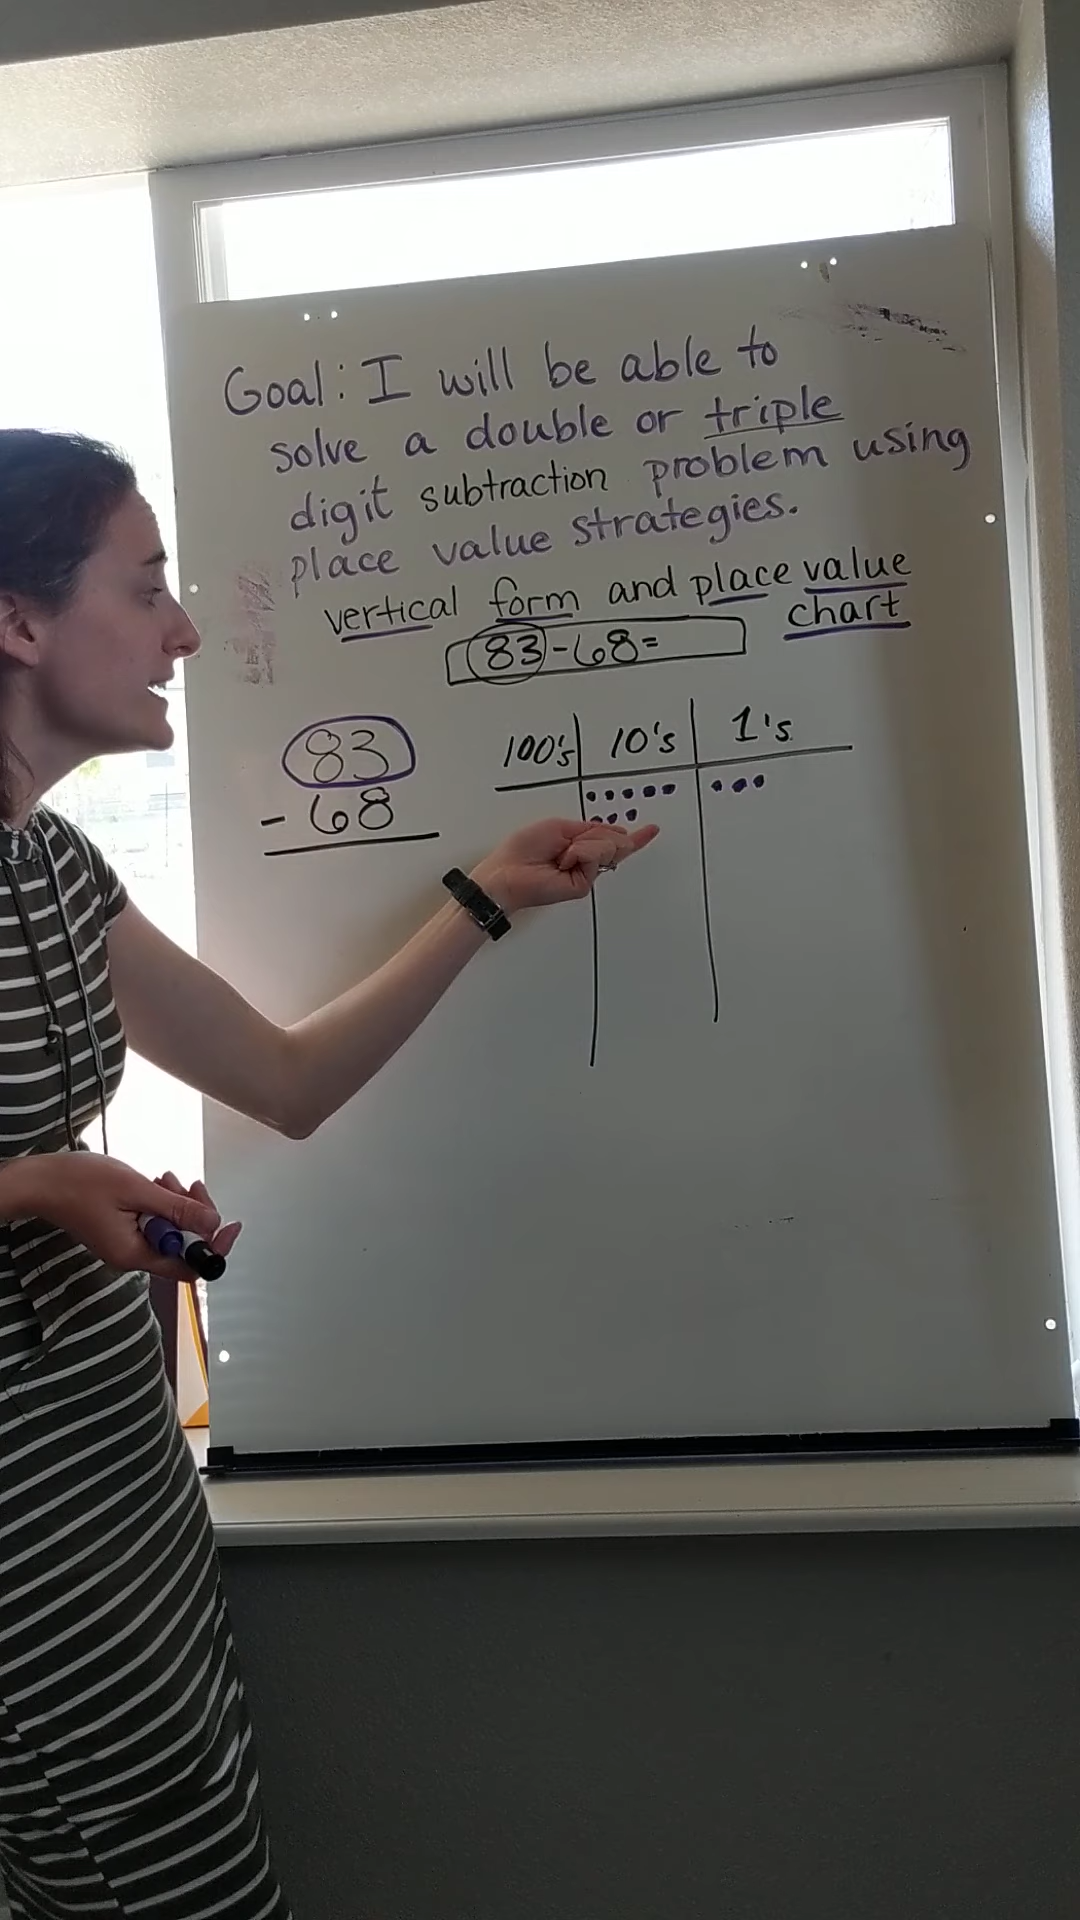 Goal: I will be able to
solve a double or triple
digit subtraction problem using
place value strategies.
vertical form and place value
chart
83-68=
83
- 68
100's 10's 1's